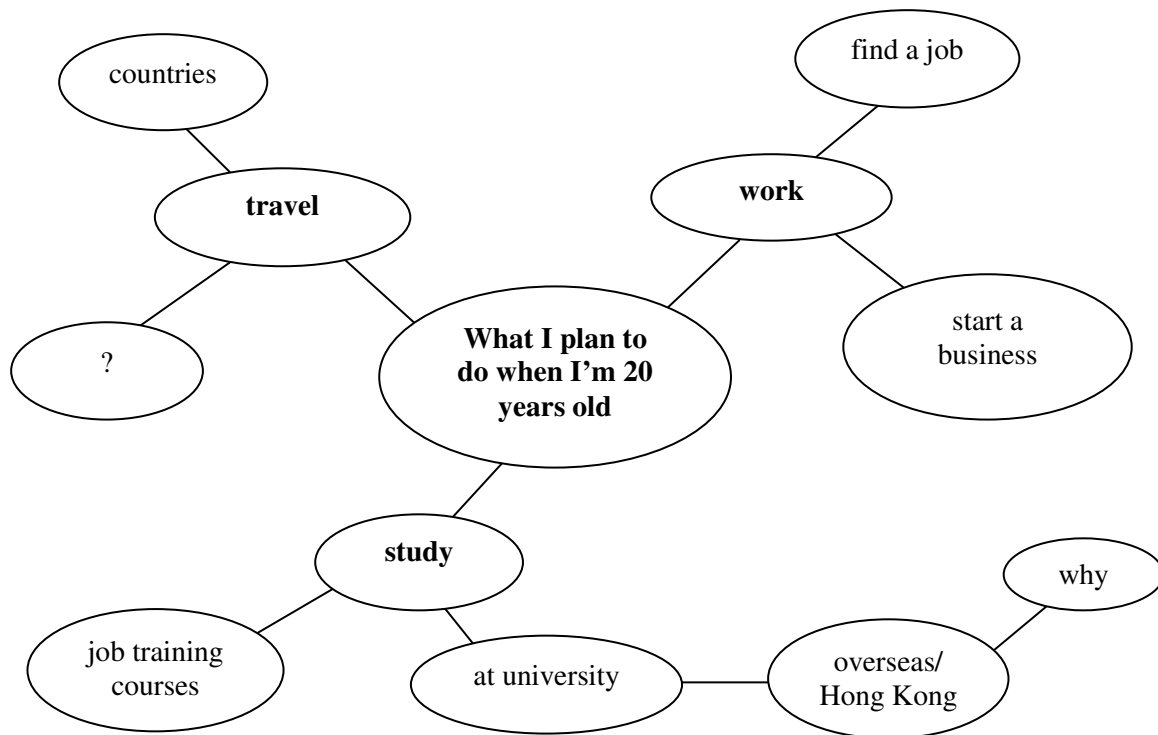 find a job
countries
travel
work
What I plan to
do when I'm 20
years old
start a
business
?
study
why
job training
courses
at university
overseas/
Hong Kong